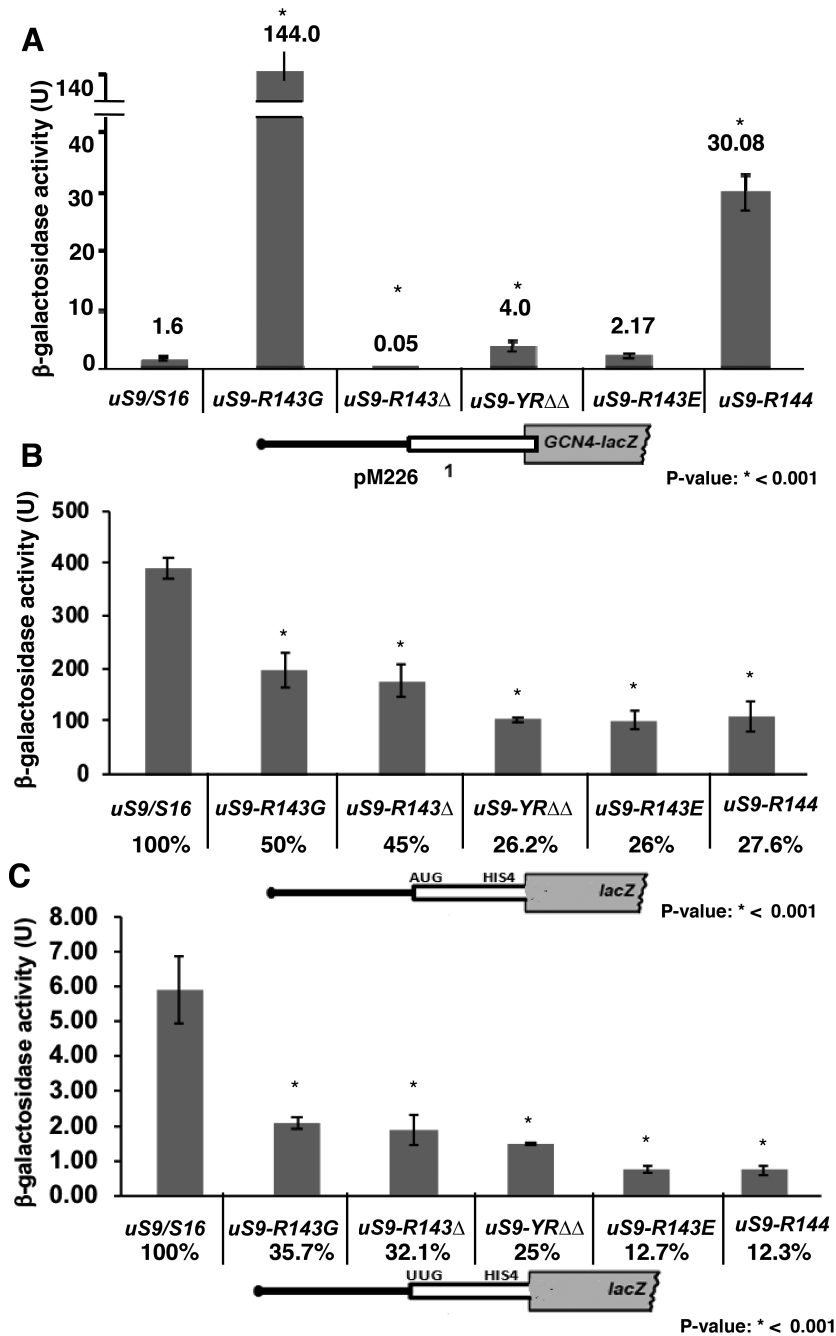 A
β-galactosidase activity (U)
140
40
30
20
10
0
*
144.0
*
30.08
1.6
*
0.05
*
4.0
2.17
uS9/S16 uS9-R143G uS9-R143Δ uS9-YRΔΔ uS9-R143E uS9-R144
GCN4-lacZ
pM226 1
P-value: * < 0.001
B
β-galactosidase activity (U)
500
400
300
200
100
0
* * * * *
uS9/S16 uS9-R143G uS9-R143Δ uS9-YRΔΔ uS9-R143E uS9-R144
100% 50% 45% 26.2% 26% 27.6%
AUG HIS4 lacZ
P-value: * < 0.001
C
β-galactosidase activity (U)
8.00
7.00
6.00
5.00
4.00
3.00
2.00
1.00
0.00
* * * * *
uS9/S16 uS9-R143G uS9-R143Δ uS9-YRΔΔ uS9-R143E uS9-R144
100% 35.7% 32.1% 25% 12.7% 12.3%
UUG HIS4 lacZ
P-value: * < 0.001